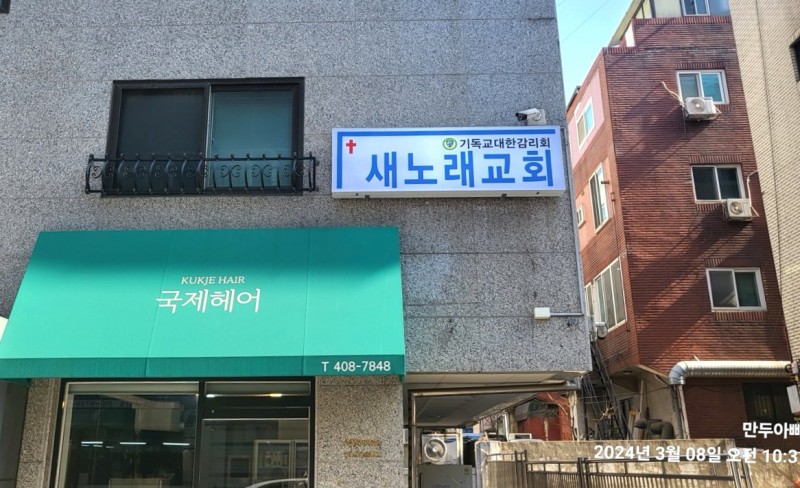 기독교대한감리회
새노래교회
KUKJE HAIR
국제헤어
T 408-7848
만두아빠
2024년 3월 08일 오전 10:31